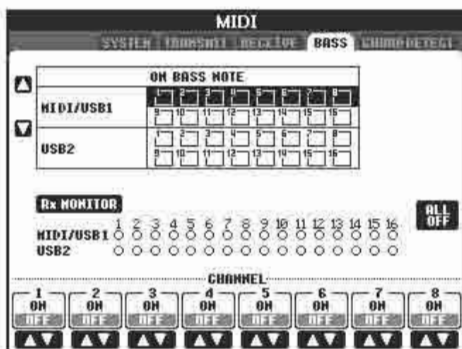 MIDI
SYSTEM TRANSMIT RECEIVE BASS CHORD DETECT
ON BASS NOTE
MIDI/USB1
1 2 3 4 5 6 7 8
9 10 11 12 13 14 15 16
USB2
1 2 3 4 5 6 7 8
9 10 11 12 13 14 15 16
Rx MONITOR
ALL OFF
1 2 3 4 5 6 7 8 9 10 11 12 13 14 15 16
MIDI/USB1
USB2
CHANNEL
1 2 3 4 5 6 7 8
ON ON ON ON ON ON ON ON
OFF OFF OFF OFF OFF OFF OFF OFF